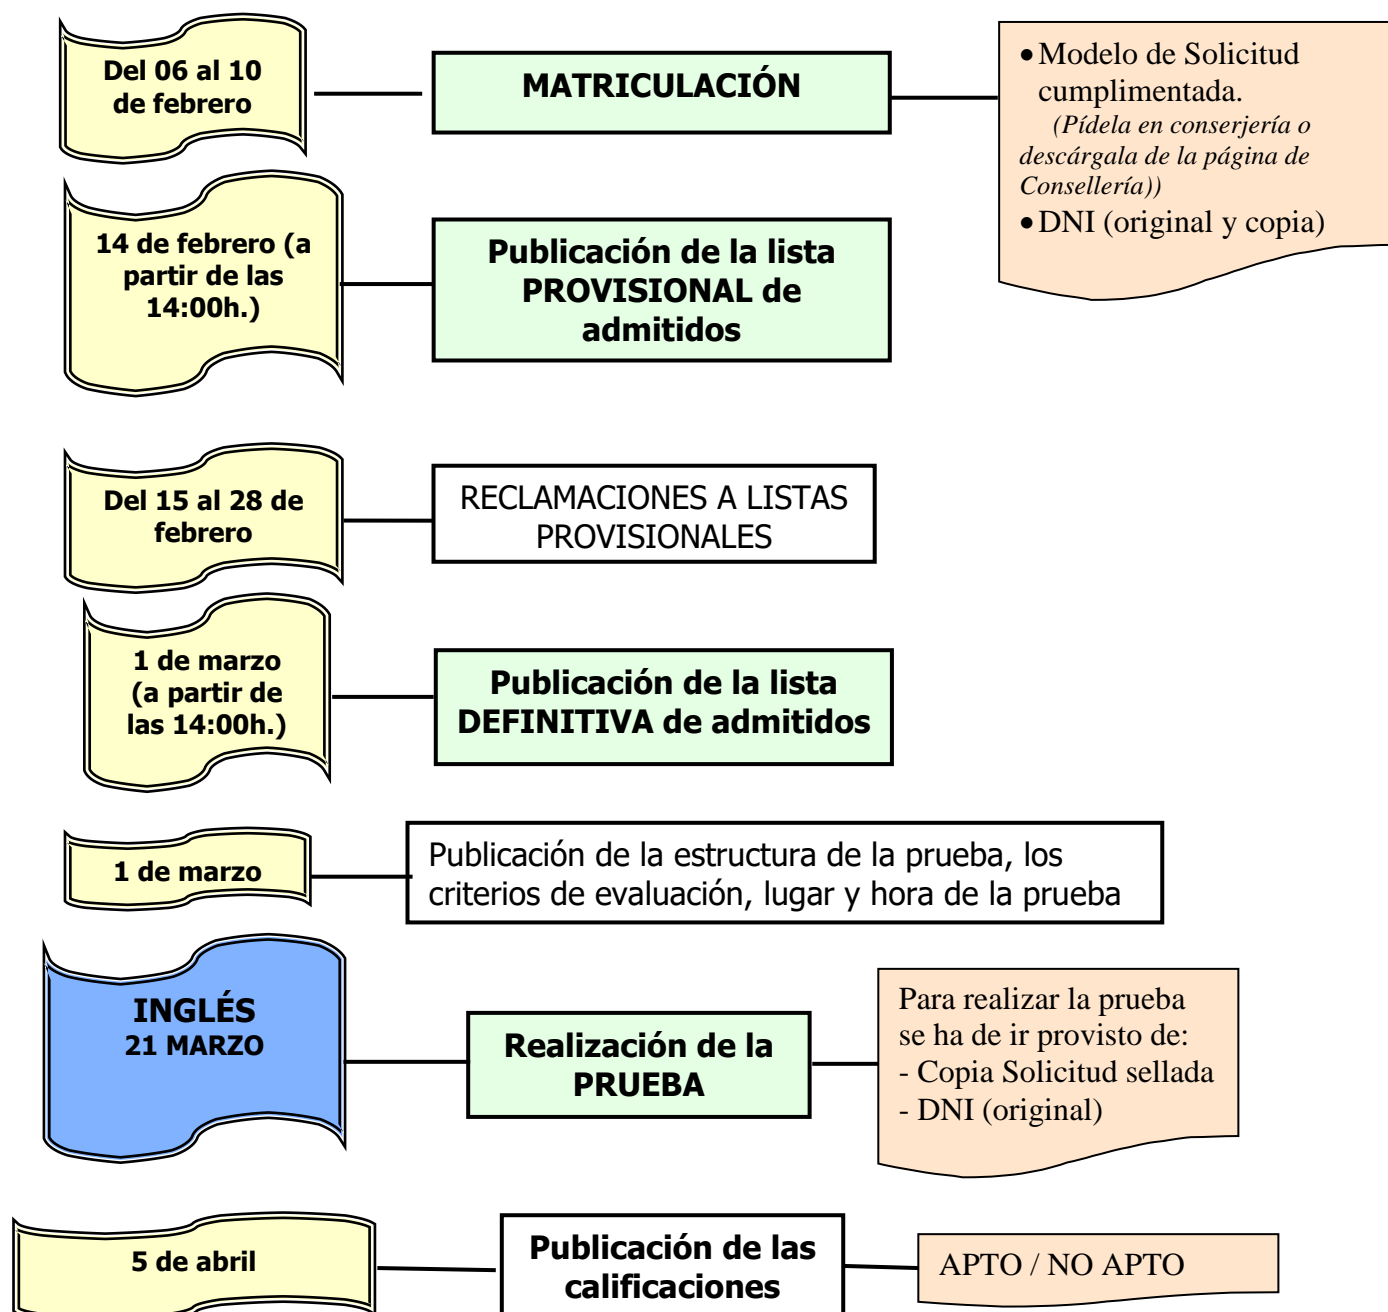 Del 06 al 10
de febrero
MATRICULACIÓN
• Modelo de Solicitud
cumplimentada.
(Pídela en conserjería o
descárgala de la página de
Consellería))
• DNI (original y copia)
14 de febrero (a
partir de las
14:00h.)
Publicación de la lista
PROVISIONAL de
admitidos
Del 15 al 28 de
febrero
RECLAMACIONES A LISTAS
PROVISIONALES
1 de marzo
(a partir de
las 14:00h.)
Publicación de la lista
DEFINITIVA de admitidos
1 de marzo
Publicación de la estructura de la prueba, los
criterios de evaluación, lugar y hora de la prueba
INGLÉS
21 MARZO
Realización de la
PRUEBA
Para realizar la prueba
se ha de ir provisto de:
- Copia Solicitud sellada
- DNI (original)
5 de abril
Publicación de las
calificaciones
APTO / NO APTO